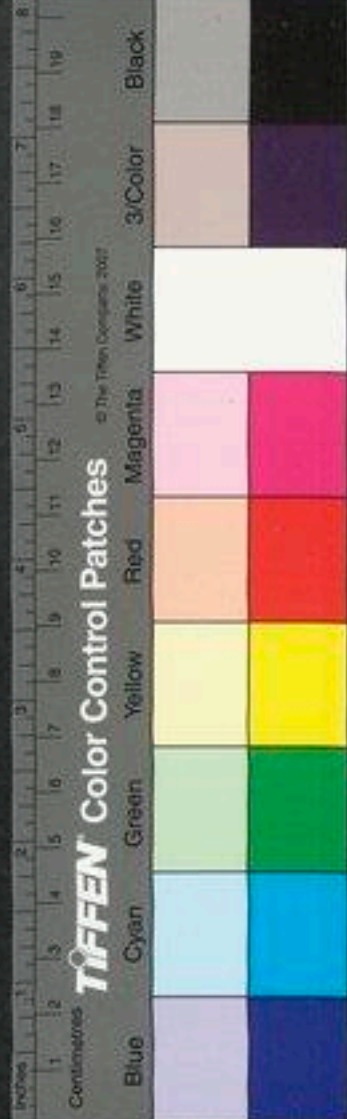 TIFFEN® Color Control Patches
© The Tiffen Company, 2007
Inches
1 2 3 4 5 6 7 8
Centimetres
1 2 3 4 5 6 7 8 9 10 11 12 13 14 15 16 17 18 19
Blue
Cyan
Green
Yellow
Red
Magenta
White
3/Color
Black